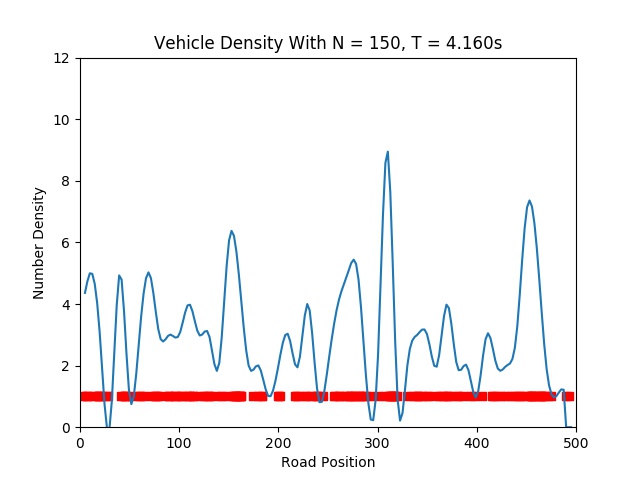 Vehicle Density With N = 150, T = 4.160s
12
10
8
6
4
2
0
Number Density
0 100 200 300 400 500
Road Position